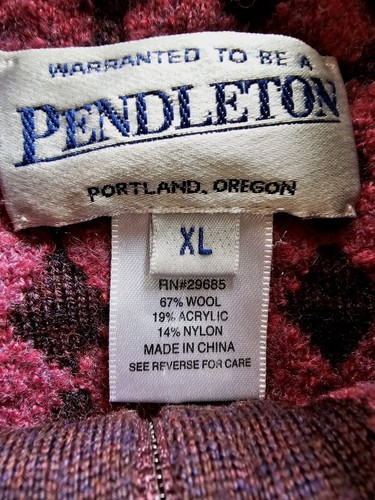 WARRANTED TO BE A
PENDLETON
PORTLAND, OREGON
XL
RN#29685
67% WOOL
19% ACRYLIC
14% NYLON
MADE IN CHINA
SEE REVERSE FOR CARE